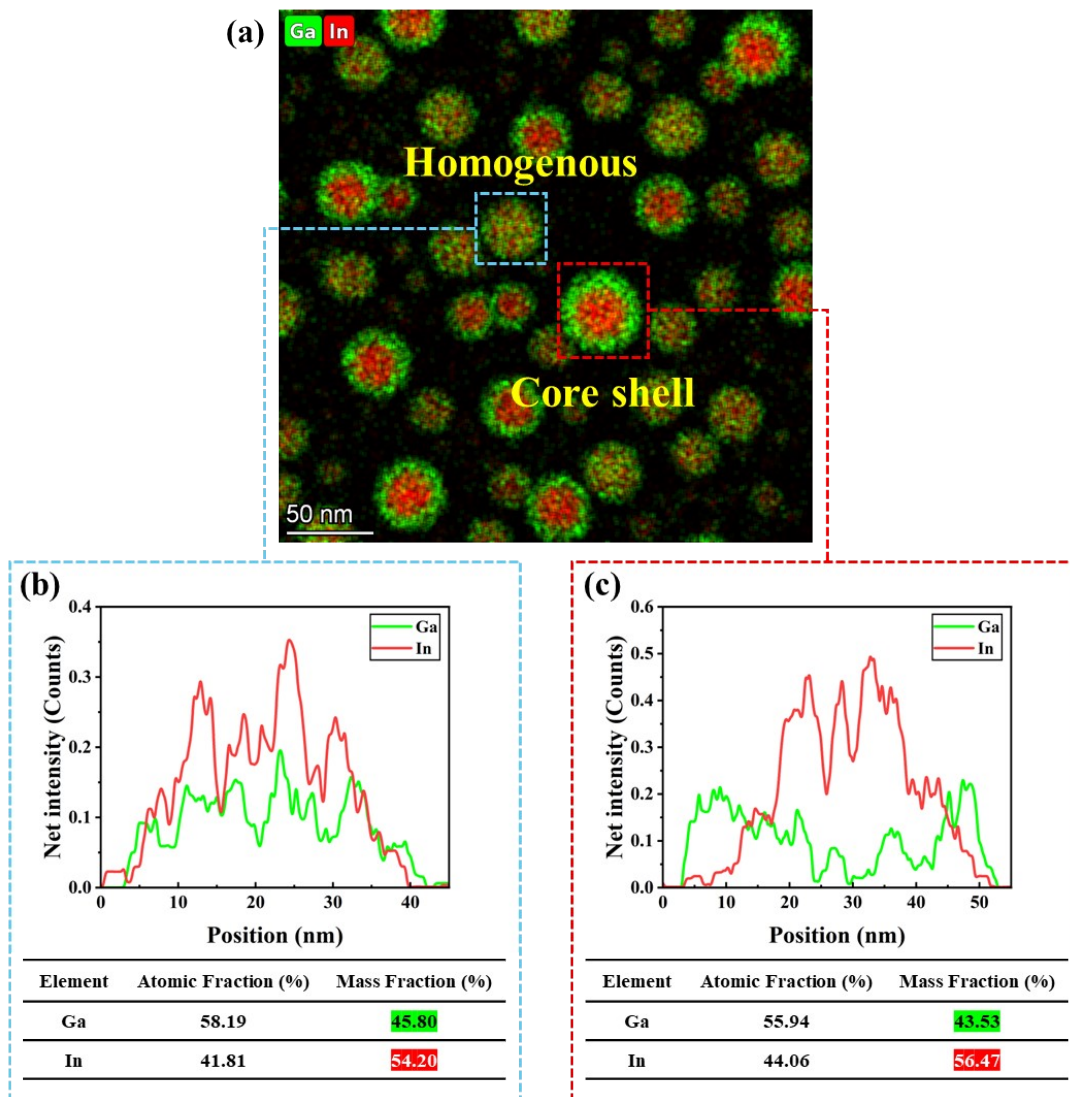 (a)
Ga In
Homogenous
Core shell
50 nm
(b)
0.4
0.3
0.2
0.1
0.0
Net intensity (Counts)
Ga
In
0 10 20 30 40
Position (nm)
Element Atomic Fraction (%) Mass Fraction (%)
Ga 58.19 45.80
In 41.81 54.20
(c)
0.6
0.5
0.4
0.3
0.2
0.1
0.0
Net intensity (Counts)
Ga
In
0 10 20 30 40 50
Position (nm)
Element Atomic Fraction (%) Mass Fraction (%)
Ga 55.94 43.53
In 44.06 56.47